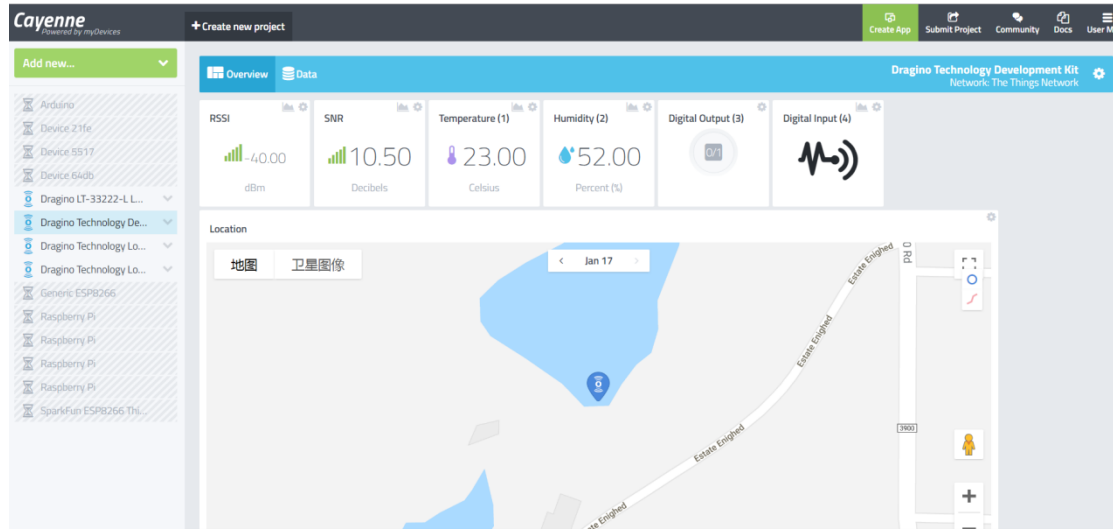 Cayenne
Powered by myDevices
+ Create new project
Create App
Submit Project
Community
Docs
User M
Add new...
Overview
Data
Dragino Technology Development Kit
Network: The Things Network
Arduino
Device 21fe
Device 5517
Device 64db
Dragino LT-33222-L L...
Dragino Technology De...
Dragino Technology Lo...
Dragino Technology Lo...
Generic ESP8266
Raspberry Pi
Raspberry Pi
Raspberry Pi
Raspberry Pi
SparkFun ESP8266 Thi...
RSSI
-40.00
dBm
SNR
10.50
Decibels
Temperature (1)
23.00
Celsius
Humidity (2)
52.00
Percent (%)
Digital Output (3)
0/1
Digital Input (4)
Location
地图
卫星图像
< Jan 17 >
Estate Enighed
0 Rd
Estate Enighed
3900
Estate Enighed
te Enighed